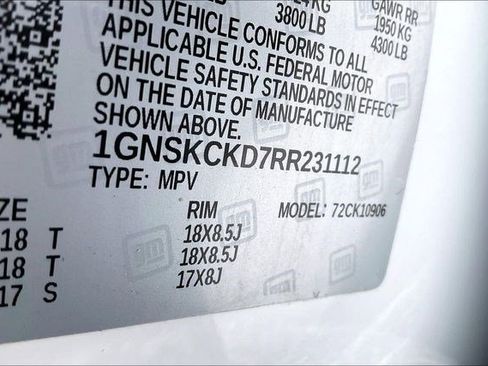 KG GAWR RR
3800 LB 1950 KG
THIS VEHICLE CONFORMS TO ALL 4300 LB
APPLICABLE U.S. FEDERAL MOTOR
VEHICLE SAFETY STANDARDS IN EFFECT
ON THE DATE OF MANUFACTURE
SHOWN ABOVE.
1GNSKCKD7RR231112
TYPE: MPV
ZE RIM MODEL: 72CK10906
18 T 18X8.5J
18 T 18X8.5J
17 S 17X8J
gm